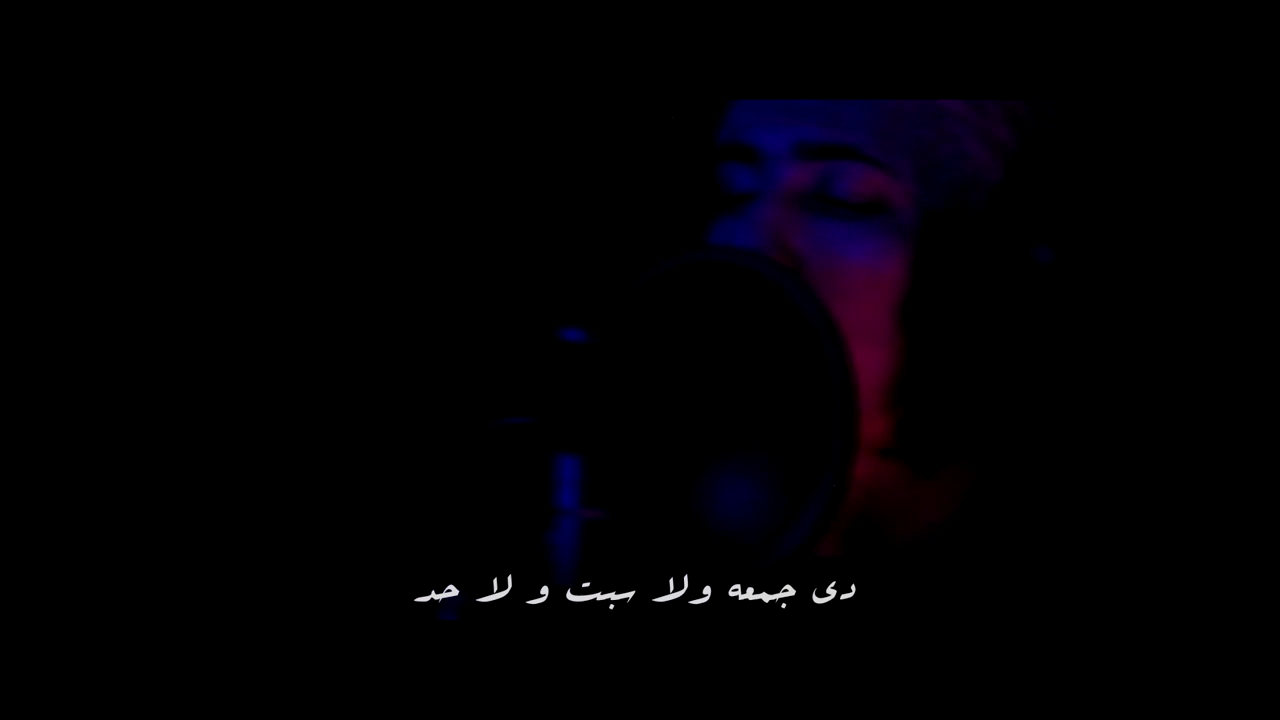 دى جمعه ولا سبت و لا حد